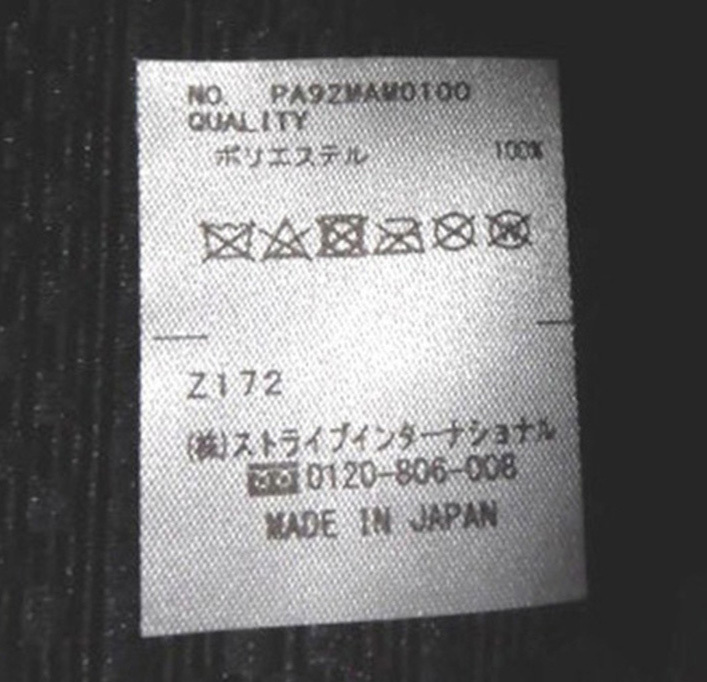 NO. PA92MAM0100
QUALITY
ポリエステル 100%
Z172
(株)ストライプインターナショナル
0120-806-008
MADE IN JAPAN